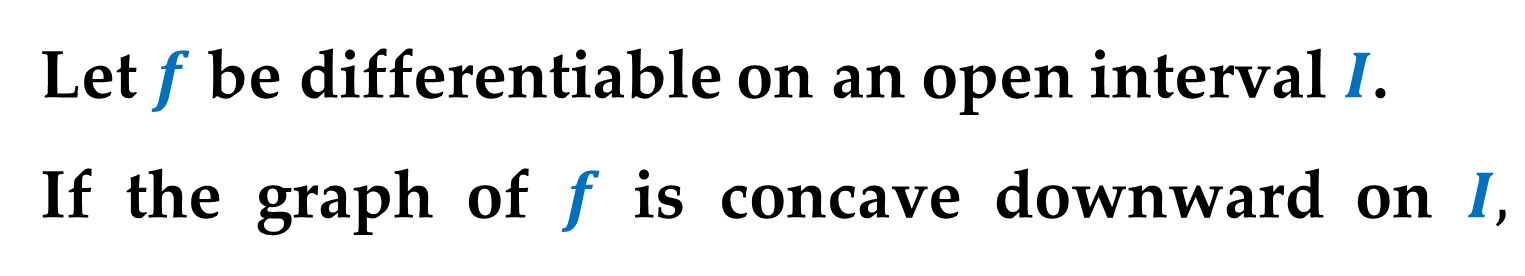 Let f be differentiable on an open interval I.
If the graph of f is concave downward on I,